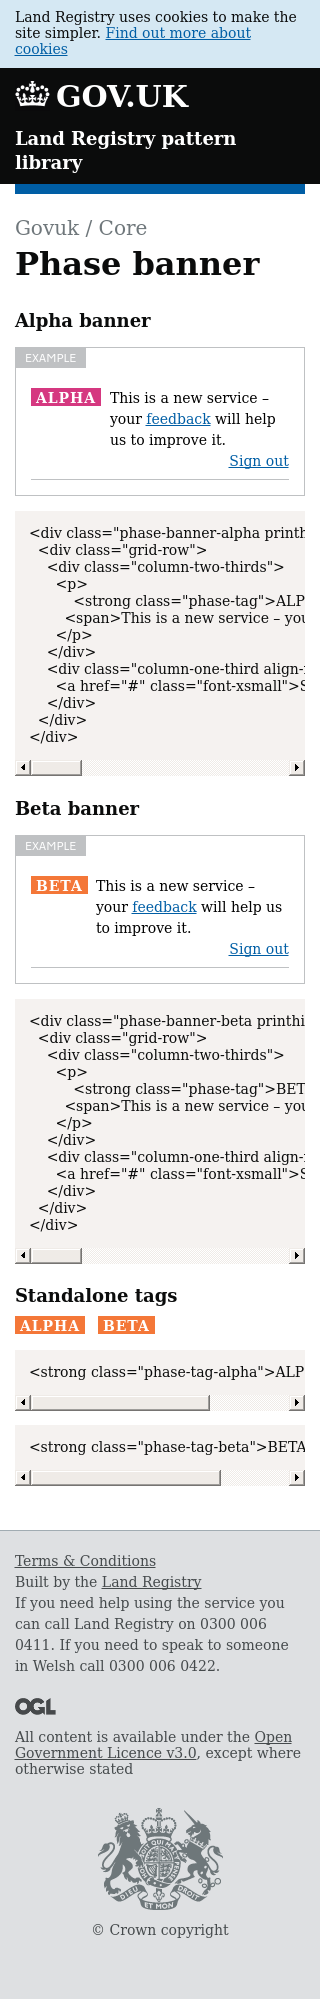 Land Registry uses cookies to make the
site simpler. Find out more about
cookies
GOV.UK
Land Registry pattern
library
Govuk / Core
Phase banner
Alpha banner
EXAMPLE
ALPHA This is a new service –
your feedback will help
us to improve it.
Sign out
<div class="phase-banner-alpha printh
<div class="grid-row">
<div class="column-two-thirds">
<p>
<strong class="phase-tag">ALP
<span>This is a new service – you
</p>
</div>
<div class="column-one-third align-
<a href="#" class="font-xsmall">S
</div>
</div>
</div>
Beta banner
EXAMPLE
BETA This is a new service –
your feedback will help us
to improve it.
Sign out
<div class="phase-banner-beta printhi
<div class="grid-row">
<div class="column-two-thirds">
<p>
<strong class="phase-tag">BET
<span>This is a new service – you
</p>
</div>
<div class="column-one-third align-
<a href="#" class="font-xsmall">S
</div>
</div>
</div>
Standalone tags
ALPHA BETA
<strong class="phase-tag-alpha">ALP
<strong class="phase-tag-beta">BETA
Terms & Conditions
Built by the Land Registry
If you need help using the service you
can call Land Registry on 0300 006
0411. If you need to speak to someone
in Welsh call 0300 006 0422.
OGL
All content is available under the Open
Government Licence v3.0, except where
otherwise stated
DIEU ET MON DROIT
© Crown copyright